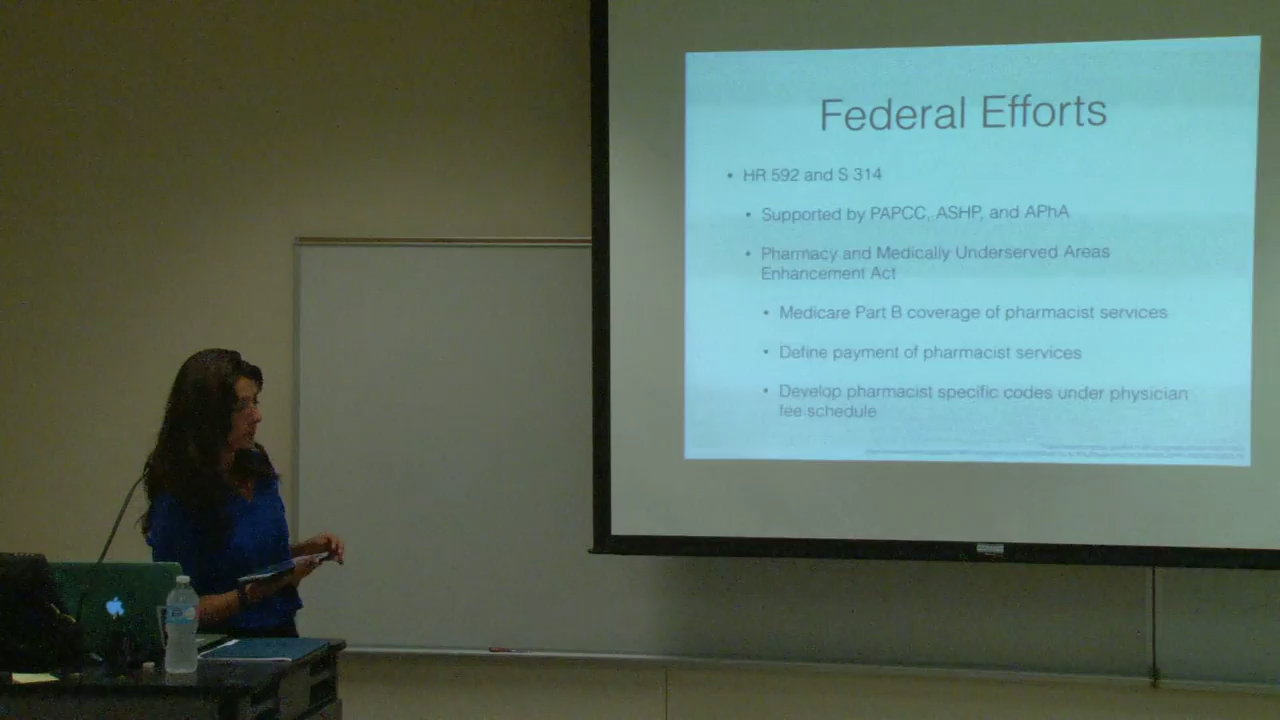 Federal Efforts
• HR 592 and S 314
• Supported by PAPCC, ASHP, and APhA
• Pharmacy and Medically Underserved Areas
Enhancement Act
• Medicare Part B coverage of pharmacist services
• Define payment of pharmacist services
• Develop pharmacist specific codes under physician
fee schedule